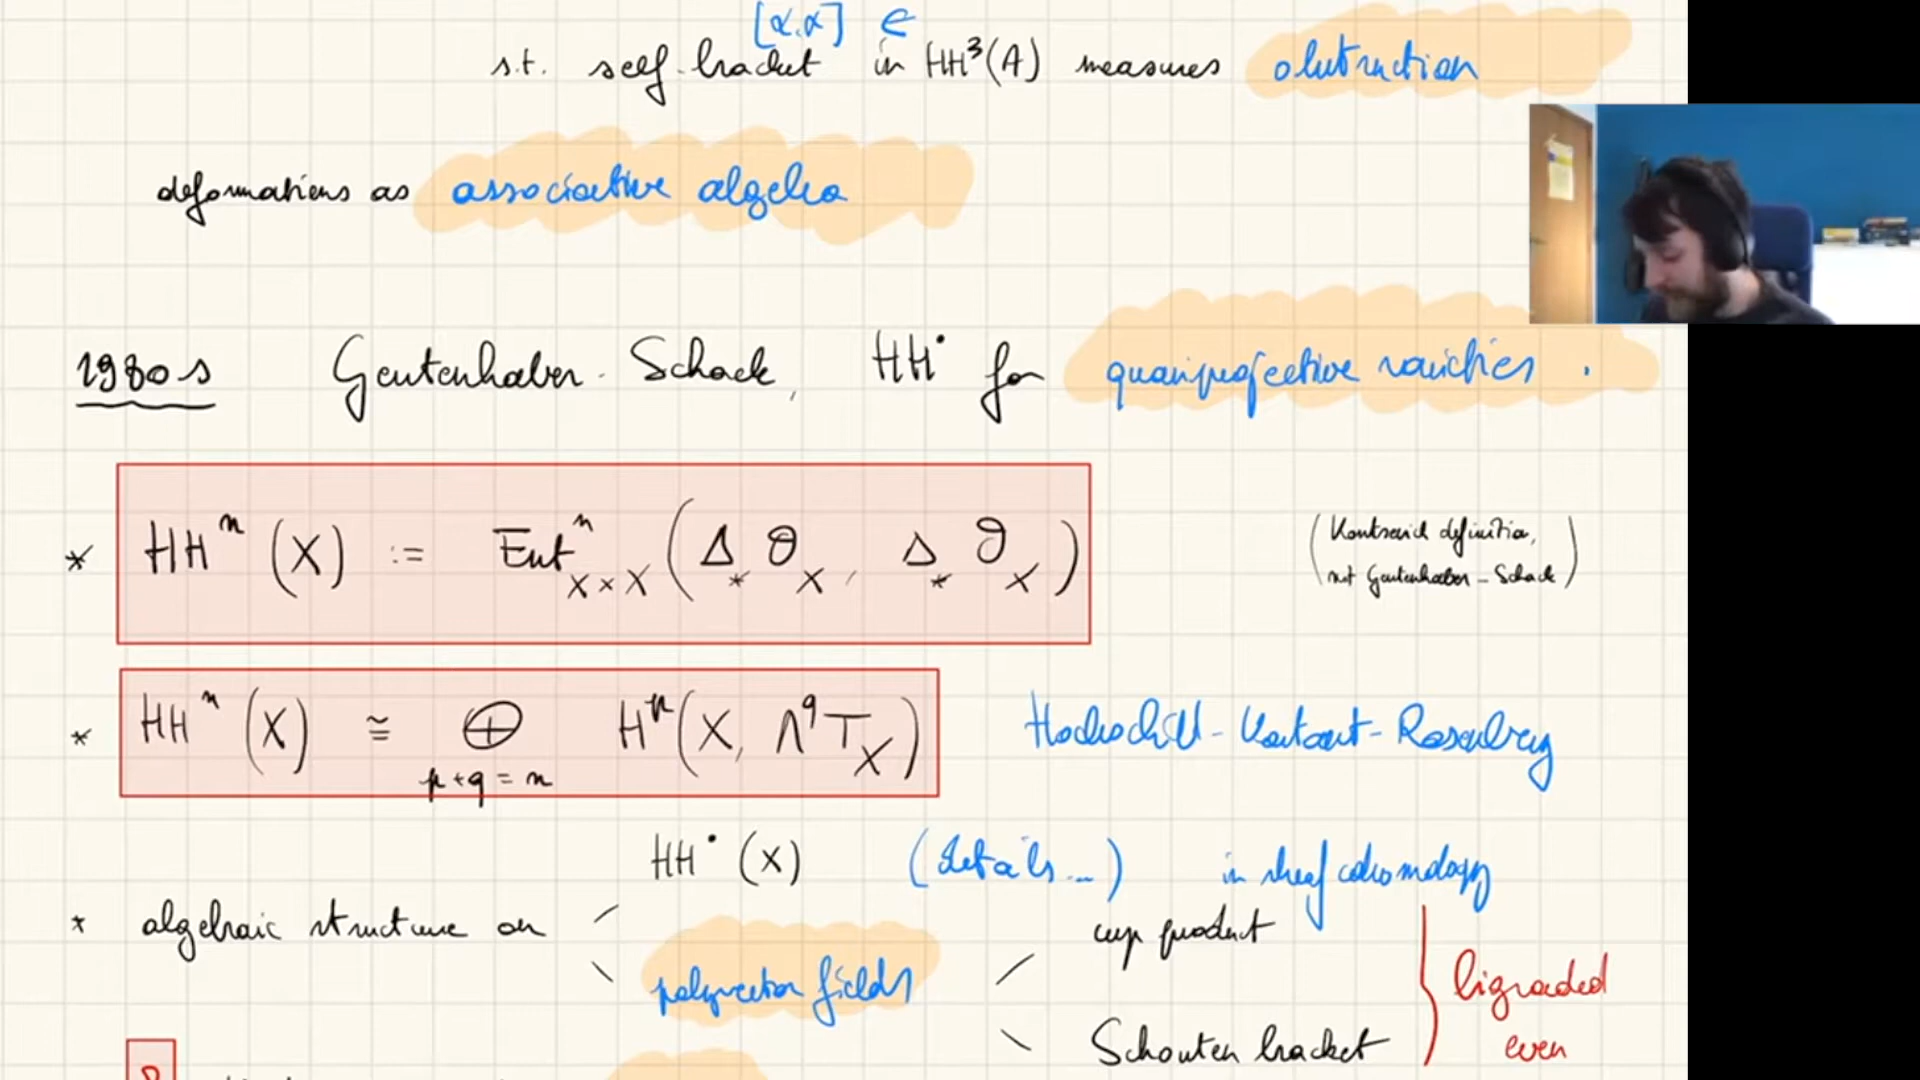 [α,α] ∈
s.t. self-bracket in HH³(A) measures obstruction
deformations as associative algebra
1980s Gerstenhaber-Schack, HH• for quasiprojective varieties.
* HHⁿ(X) := Extⁿ_{X×X}(Δ_*O_X, Δ_*O_X)
(Kontsevich definition,
not Gerstenhaber-Schack)
* HHⁿ(X) ≅ ⊕_{p+q=n} Hᵖ(X, Λ^q T_X) Hochschild-Kostant-Rosenberg
HH•(X) (details...) in sheaf cohomology
* algebraic structure on cup product
polyvector fields bigraded
Schouten bracket even